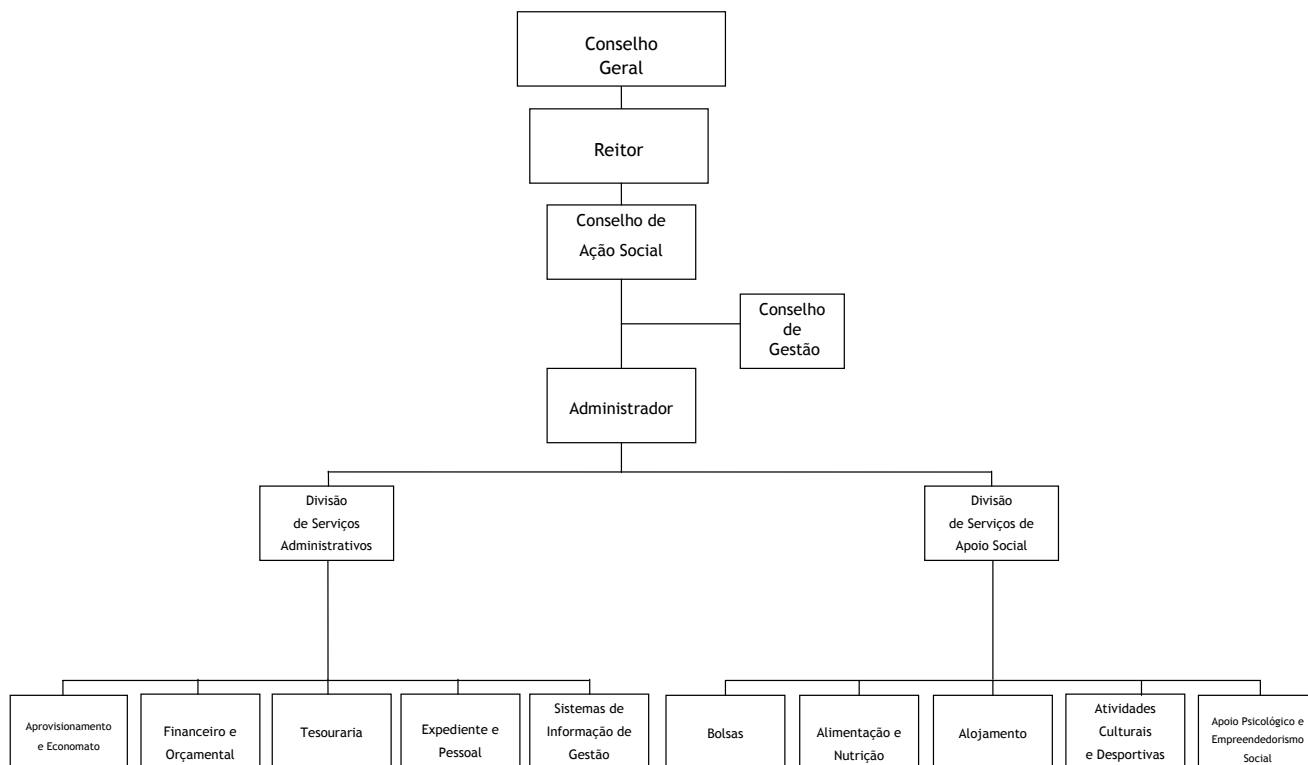 Conselho
Geral
Reitor
Conselho de
Ação Social
Conselho
de
Gestão
Administrador
Divisão
de Serviços
Administrativos
Divisão
de Serviços de
Apoio Social
Aprovisionamento
e Economato
Financeiro e
Orçamental
Tesouraria
Expediente e
Pessoal
Sistemas de
Informação de
Gestão
Bolsas
Alimentação e
Nutrição
Alojamento
Atividades
Culturais
e Desportivas
Apoio Psicológico e
Empreendedorismo
Social